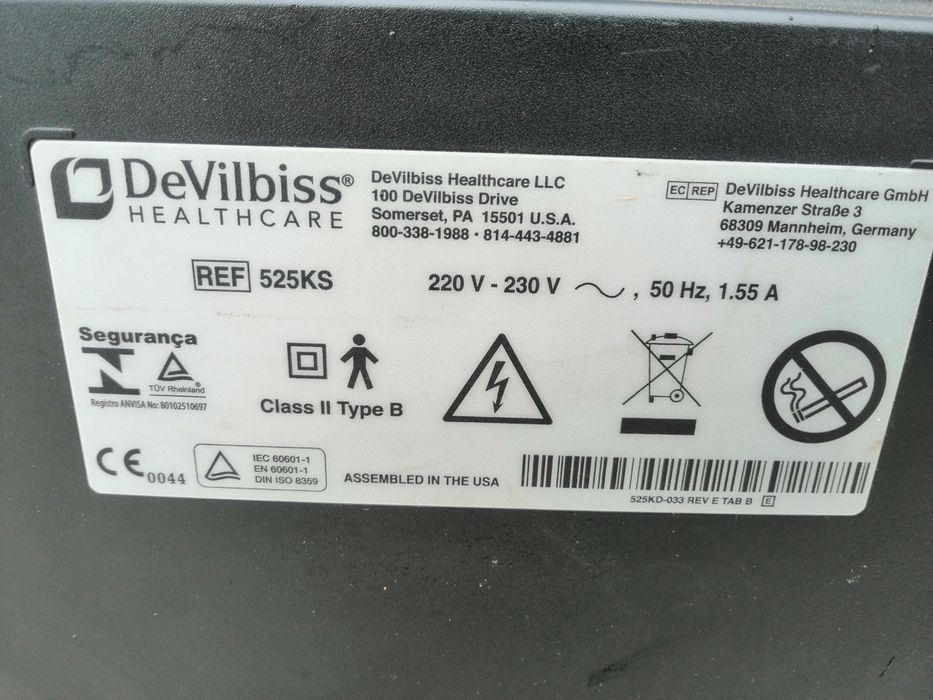 DeVilbiss®
HEALTHCARE
DeVilbiss Healthcare LLC
100 DeVilbiss Drive
Somerset, PA 15501 U.S.A.
800-338-1988 • 814-443-4881
EC REP
DeVilbiss Healthcare GmbH
Kamenzer Straße 3
68309 Mannheim, Germany
+49-621-178-98-230
REF 525KS
220 V - 230 V ~, 50 Hz, 1.55 A
Segurança
TÜV Rheinland®
Registro ANVISA No: 80102510697
Class II Type B
CE 0044
IEC 60601-1
EN 60601-1
DIN ISO 8359
ASSEMBLED IN THE USA
525KD-033 REV E TAB B E